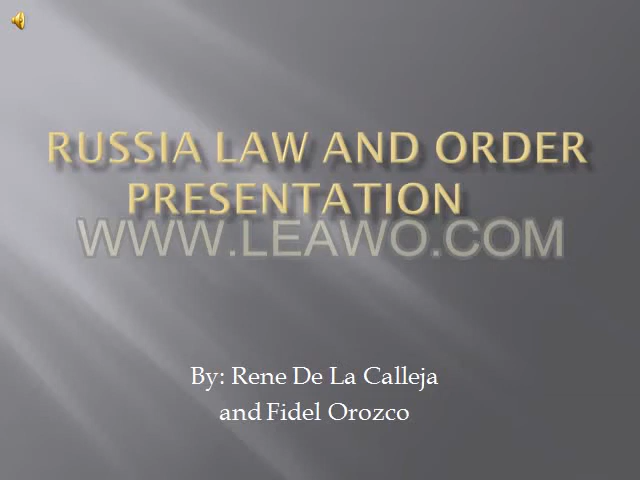 RUSSIA LAW AND ORDER
PRESENTATION
WWW.LEAWO.COM
By: Rene De La Calleja
and Fidel Orozco